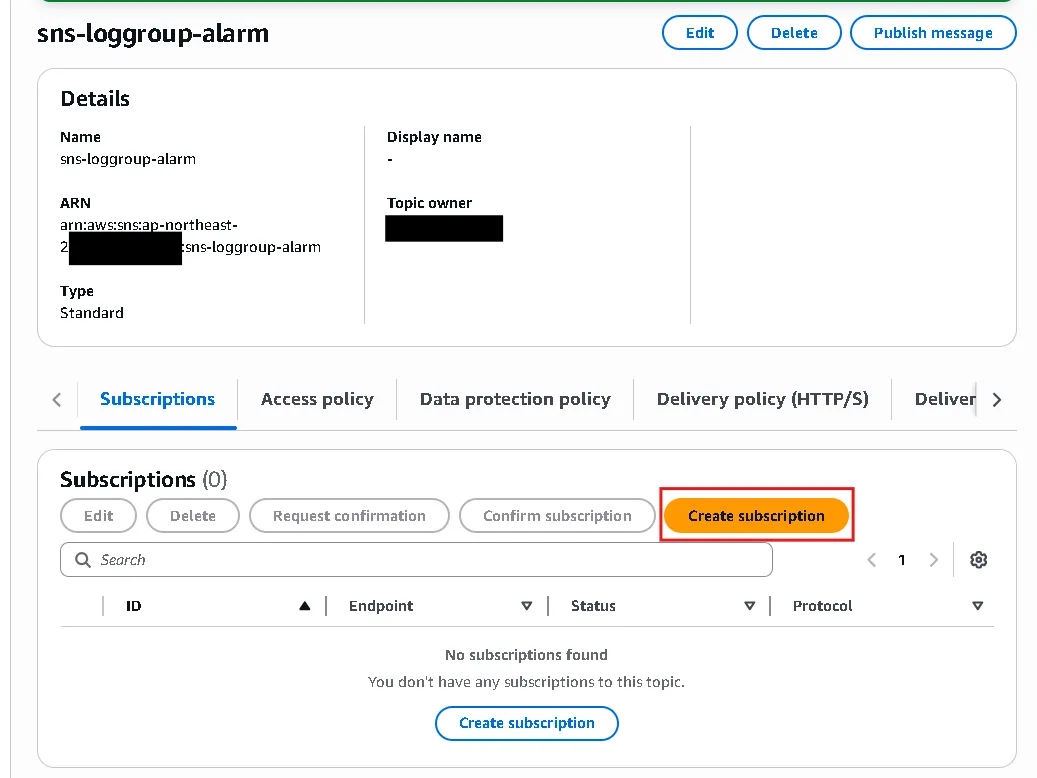 sns-loggroup-alarm
Edit
Delete
Publish message
Details
Name
sns-loggroup-alarm
Display name
-
ARN
arn:aws:sns:ap-northeast-
2
:sns-loggroup-alarm
Topic owner
Type
Standard
Subscriptions
Access policy
Data protection policy
Delivery policy (HTTP/S)
Deliver
Subscriptions (0)
Edit
Delete
Request confirmation
Confirm subscription
Create subscription
Search
1
ID
Endpoint
Status
Protocol
No subscriptions found
You don't have any subscriptions to this topic.
Create subscription